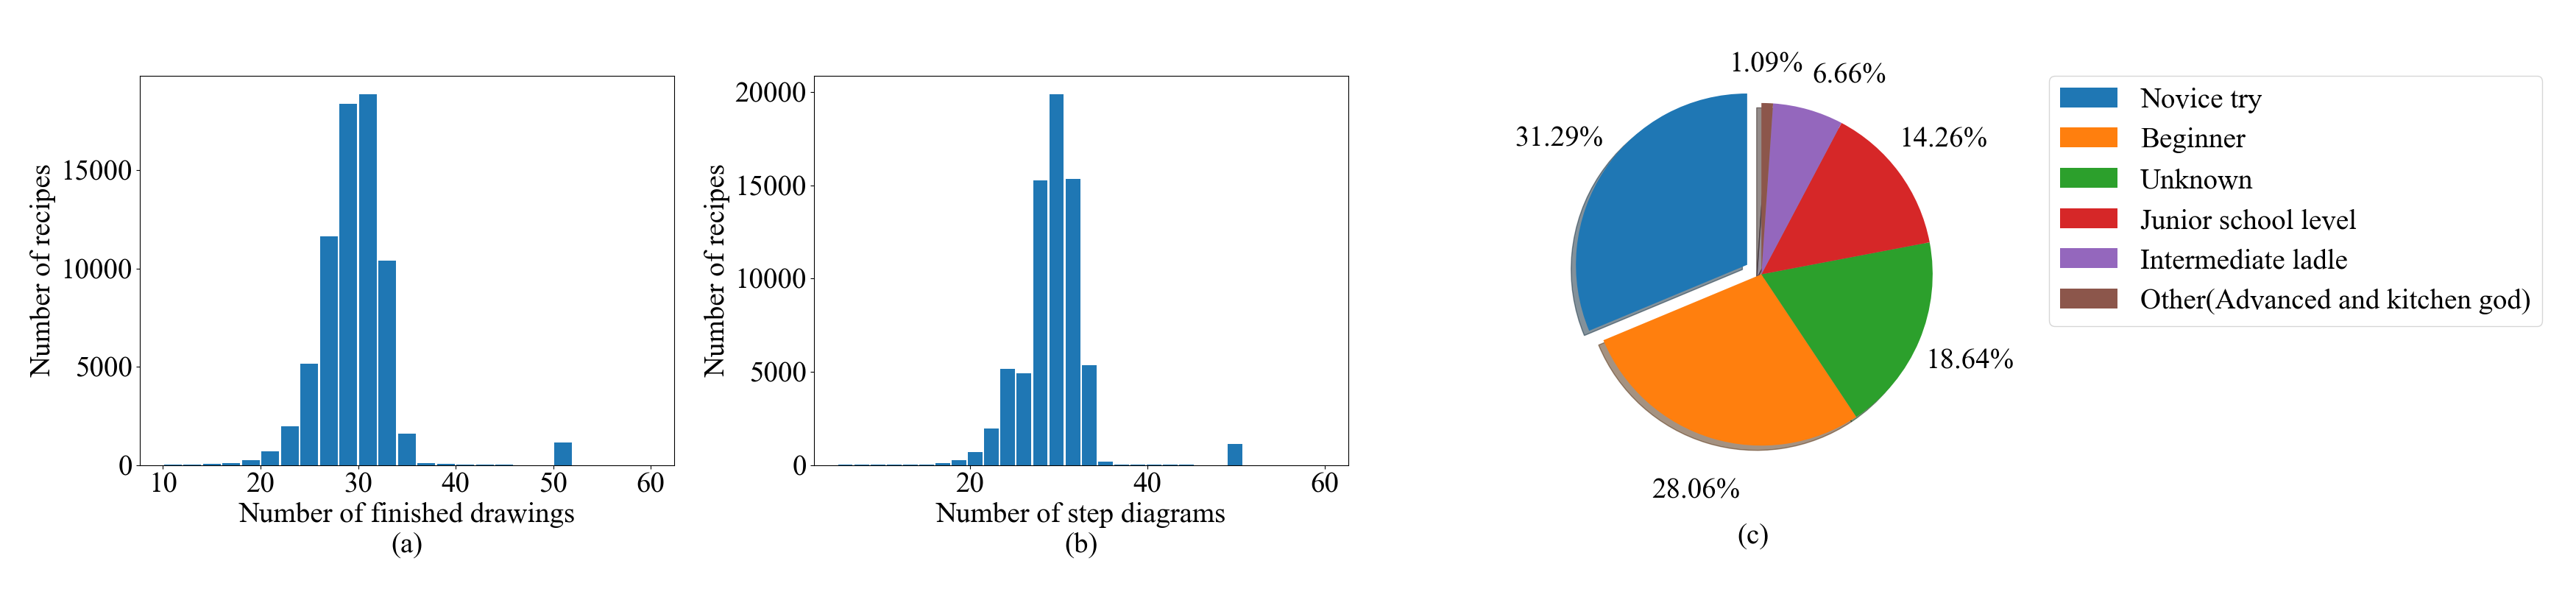 Number of recipes
15000
10000
5000
0
10 20 30 40 50 60
Number of finished drawings
(a)
Number of recipes
20000
15000
10000
5000
0
20 40 60
Number of step diagrams
(b)
1.09%
6.66%
31.29%
14.26%
18.64%
28.06%
(c)
Novice try
Beginner
Unknown
Junior school level
Intermediate ladle
Other(Advanced and kitchen god)